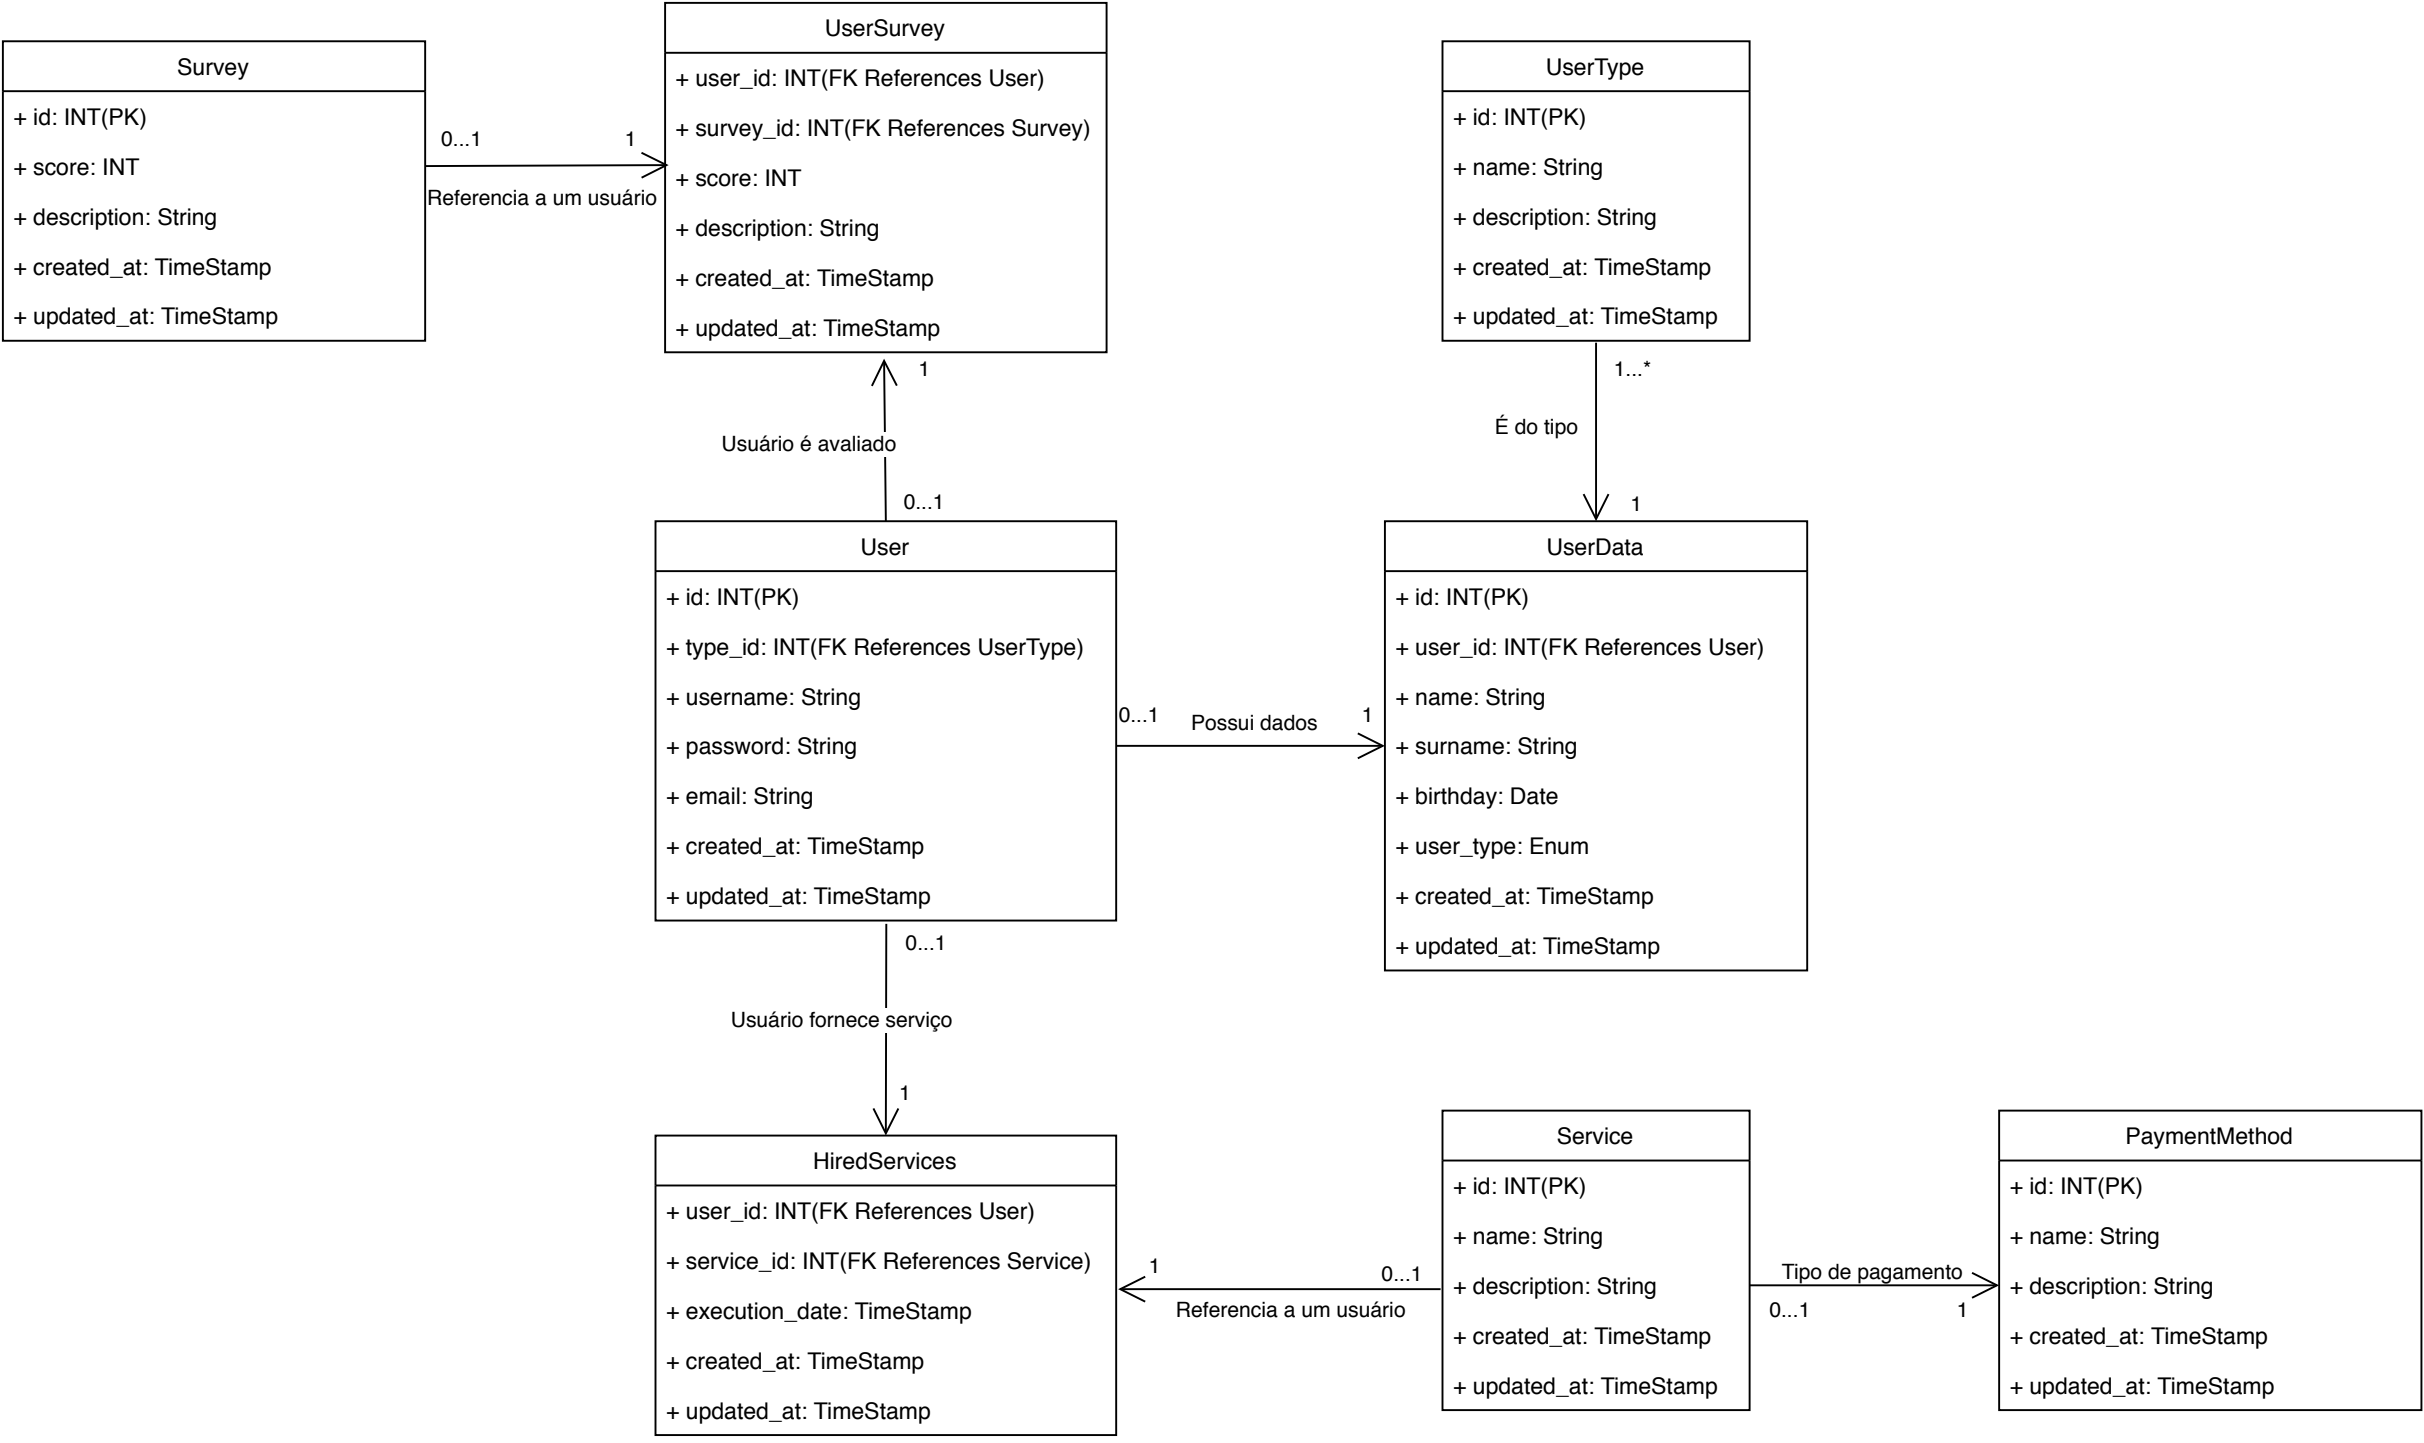 Survey
+ id: INT(PK)
+ score: INT
+ description: String
+ created_at: TimeStamp
+ updated_at: TimeStamp
0...1
1
Referencia a um usuário
UserSurvey
+ user_id: INT(FK References User)
+ survey_id: INT(FK References Survey)
+ score: INT
+ description: String
+ created_at: TimeStamp
+ updated_at: TimeStamp
UserType
+ id: INT(PK)
+ name: String
+ description: String
+ created_at: TimeStamp
+ updated_at: TimeStamp
1
Usuário é avaliado
0...1
1...*
É do tipo
1
User
+ id: INT(PK)
+ type_id: INT(FK References UserType)
+ username: String
+ password: String
+ email: String
+ created_at: TimeStamp
+ updated_at: TimeStamp
0...1
Possui dados
1
UserData
+ id: INT(PK)
+ user_id: INT(FK References User)
+ name: String
+ surname: String
+ birthday: Date
+ user_type: Enum
+ created_at: TimeStamp
+ updated_at: TimeStamp
0...1
Usuário fornece serviço
1
HiredServices
+ user_id: INT(FK References User)
+ service_id: INT(FK References Service)
+ execution_date: TimeStamp
+ created_at: TimeStamp
+ updated_at: TimeStamp
1
0...1
Referencia a um usuário
Service
+ id: INT(PK)
+ name: String
+ description: String
+ created_at: TimeStamp
+ updated_at: TimeStamp
Tipo de pagamento
0...1
1
PaymentMethod
+ id: INT(PK)
+ name: String
+ description: String
+ created_at: TimeStamp
+ updated_at: TimeStamp